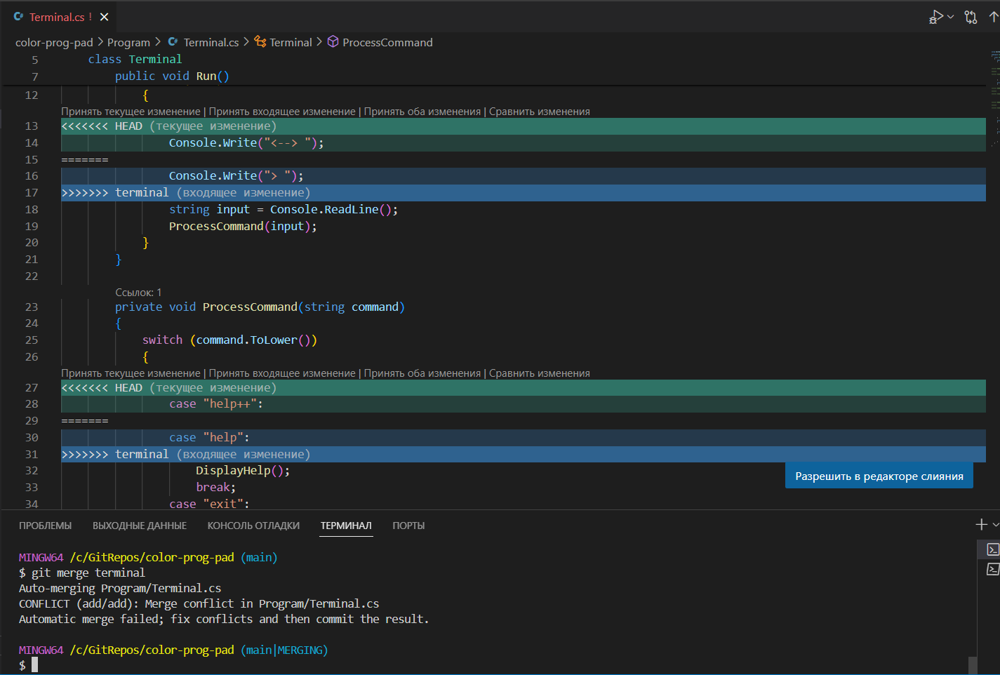 C# Terminal.cs !
color-prog-pad > Program > C# Terminal.cs > Terminal > ProcessCommand
5 class Terminal
7 public void Run()
12 {
Принять текущее изменение | Принять входящее изменение | Принять оба изменения | Сравнить изменения
13 <<<<<<< HEAD (текущее изменение)
14 Console.Write("<--> ");
15 =======
16 Console.Write("> ");
17 >>>>>>> terminal (входящее изменение)
18 string input = Console.ReadLine();
19 ProcessCommand(input);
20 }
21 }
22
Ссылок: 1
23 private void ProcessCommand(string command)
24 {
25 switch (command.ToLower())
26 {
Принять текущее изменение | Принять входящее изменение | Принять оба изменения | Сравнить изменения
27 <<<<<<< HEAD (текущее изменение)
28 case "help++":
29 =======
30 case "help":
31 >>>>>>> terminal (входящее изменение)
32 DisplayHelp();
Разрешить в редакторе слияния
33 break;
34 case "exit":
ПРОБЛЕМЫ ВЫХОДНЫЕ ДАННЫЕ КОНСОЛЬ ОТЛАДКИ ТЕРМИНАЛ ПОРТЫ
MINGW64 /c/GitRepos/color-prog-pad (main)
$ git merge terminal
Auto-merging Program/Terminal.cs
CONFLICT (add/add): Merge conflict in Program/Terminal.cs
Automatic merge failed; fix conflicts and then commit the result.
MINGW64 /c/GitRepos/color-prog-pad (main|MERGING)
$